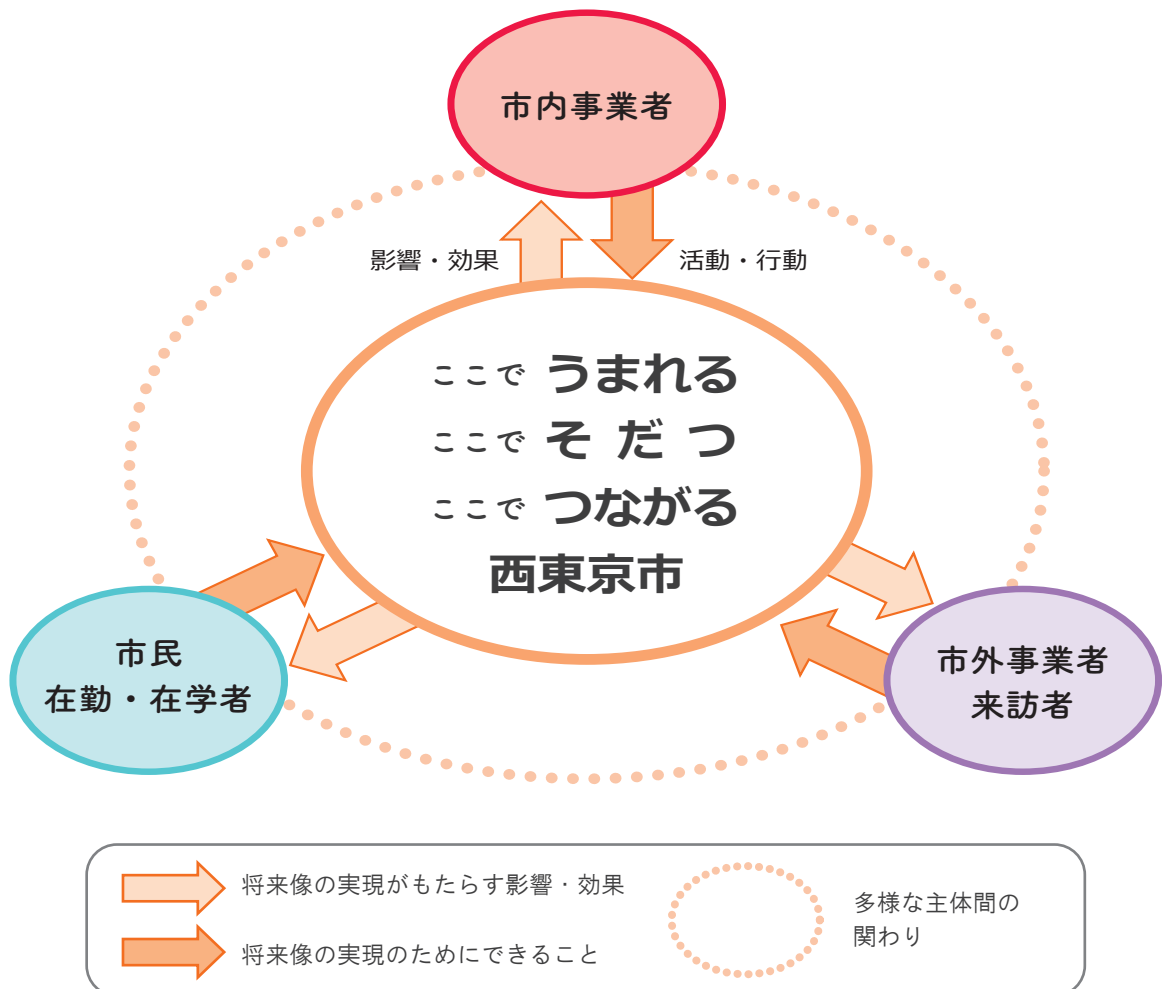 市内事業者
影響・効果
活動・行動
ここで うまれる
ここで そだつ
ここで つながる
西東京市
市民
在勤・在学者
市外事業者
来訪者
将来像の実現がもたらす影響・効果
将来像の実現のためにできること
多様な主体間の
関わり